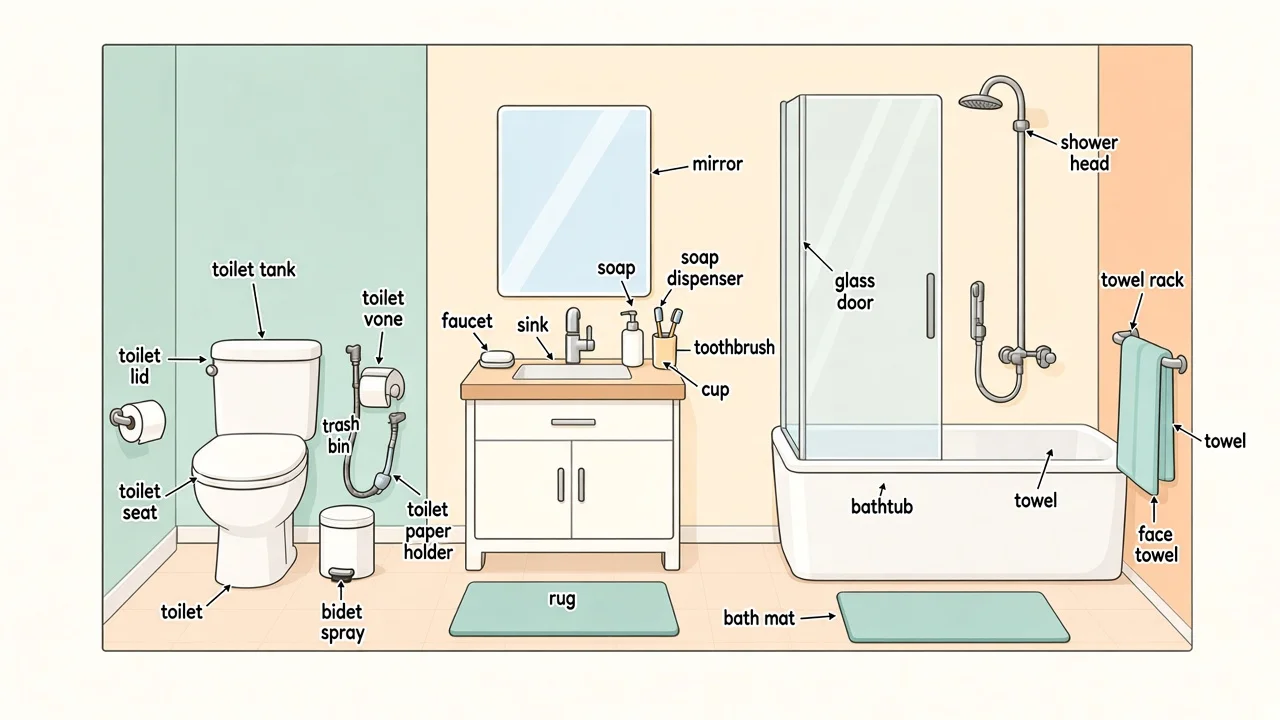 mirror
shower
head
toilet tank
soap
soap
dispenser
glass
door
towel rack
toilet
vone
faucet
sink
toothbrush
toilet
lid
cup
trash
bin
towel
toilet
seat
toilet
paper
holder
bathtub
towel
face
towel
toilet
bidet
spray
rug
bath mat